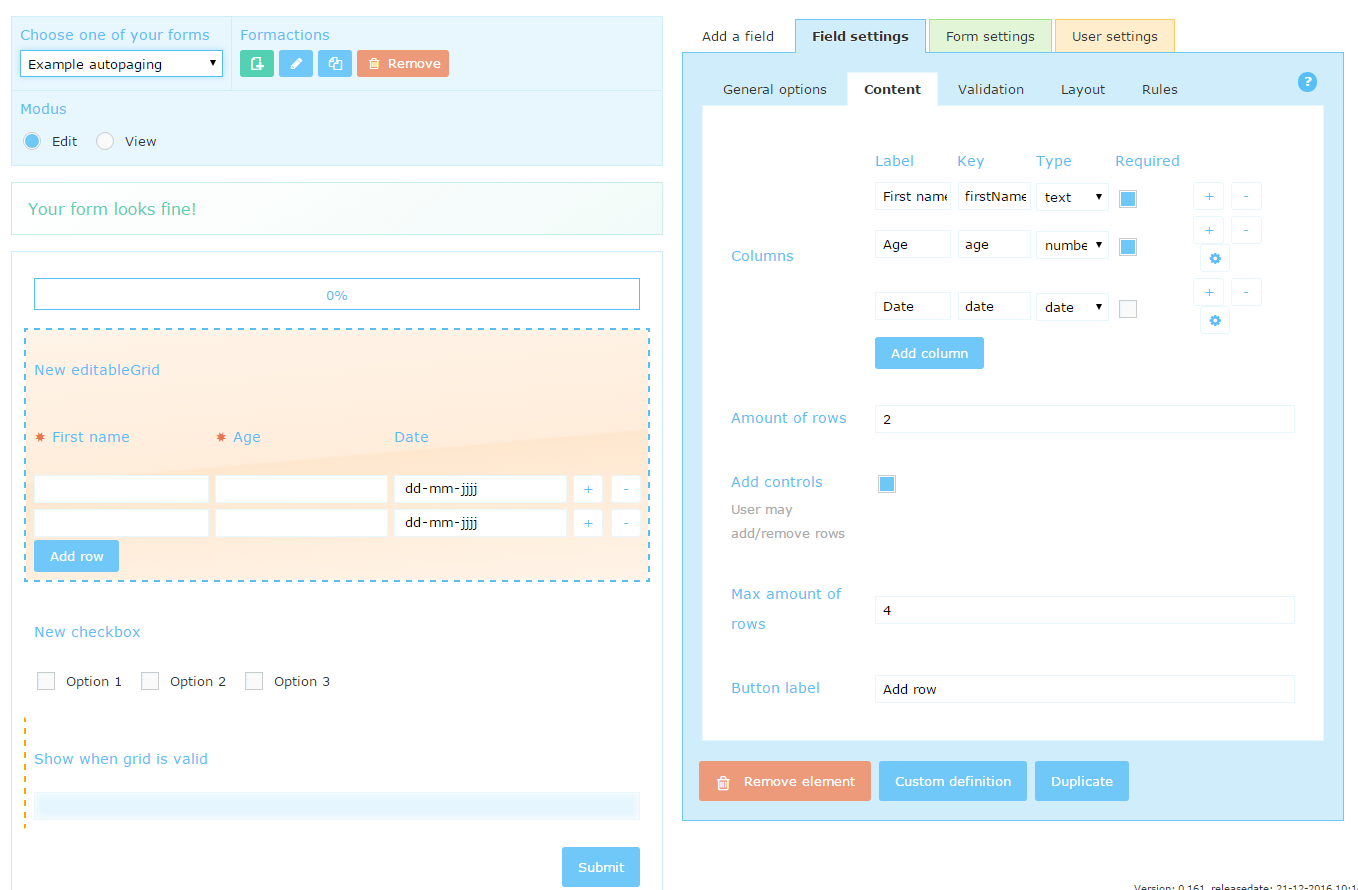 Choose one of your forms
Formactions
Example autopaging
Remove
Modus
Edit
View
Your form looks fine!
0%
New editableGrid
✷ First name ✷ Age Date
dd-mm-jjjj + -
dd-mm-jjjj + -
Add row
New checkbox
Option 1 Option 2 Option 3
Show when grid is valid
Submit
Add a field Field settings Form settings User settings
General options Content Validation Layout Rules ?
Label Key Type Required
First name firstName text + -
Columns
Age age numbe + -
Date date date + -
Add column
Amount of rows 2
Add controls
User may
add/remove rows
Max amount of
rows
4
Button label Add row
Remove element Custom definition Duplicate
Version: 0.161, releasedate: 21-12-2016 10:1